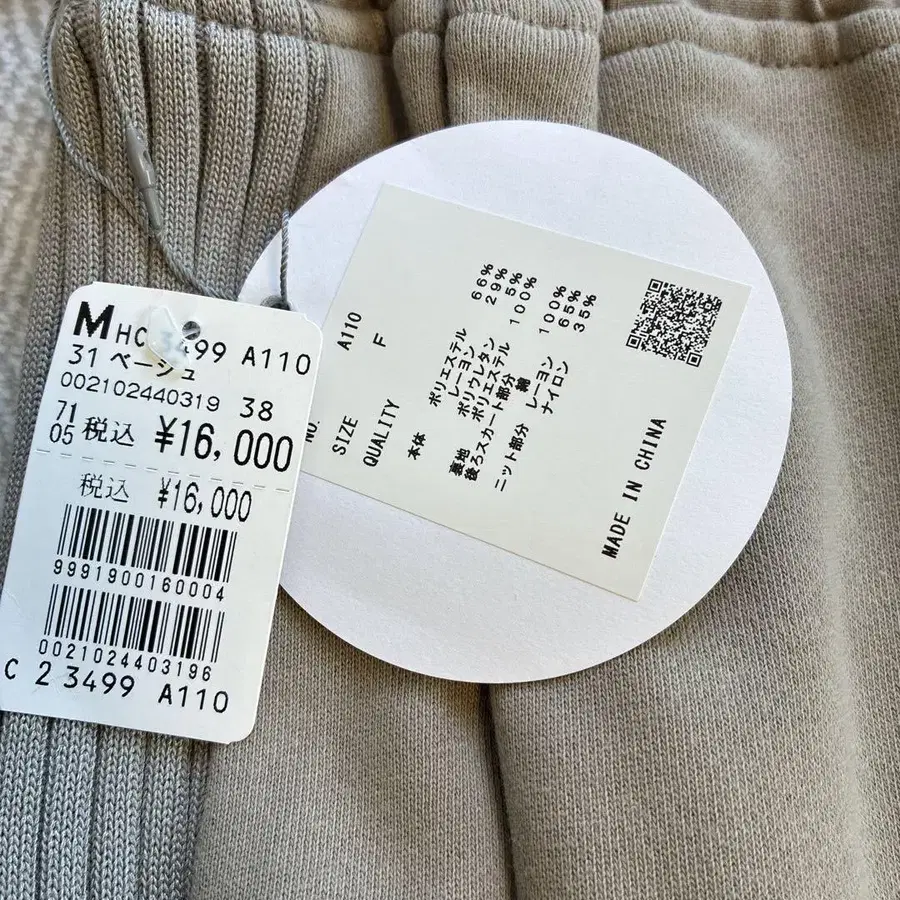 M HC 499 A110
31 ベージュ
002102440319 38
71
05 税込 ¥16,000
税込 ¥16,000
9991900160004
0021024403196
C 2 3499 A110
NO. A110
SIZE F
QUALITY
本体 ポリエステル 66%
レーヨン 29%
ポリウレタン 5%
裏地 ポリエステル 100%
後ろスカート部分 綿 100%
ニット部分 レーヨン 65%
ナイロン 35%
MADE IN CHINA